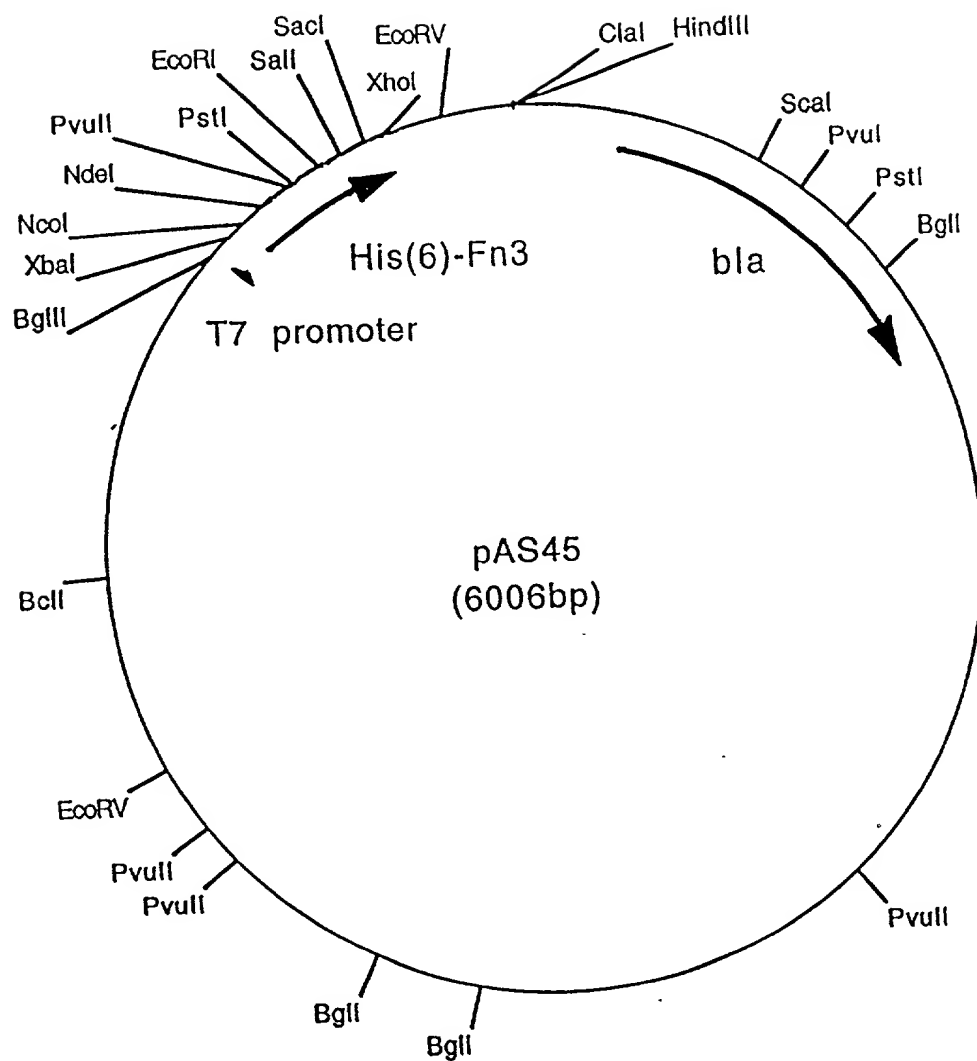 SacI
EcoRV
ClaI
HindIII
EcoRI
SalI
XhoI
ScaI
PvuII
PstI
PvuI
NdeI
PstI
NcoI
BglI
XbaI
His(6)-Fn3
bla
BglII
T7 promoter
pAS45
(6006bp)
BclI
EcoRV
PvuII
PvuII
PvuII
BglI
BglI